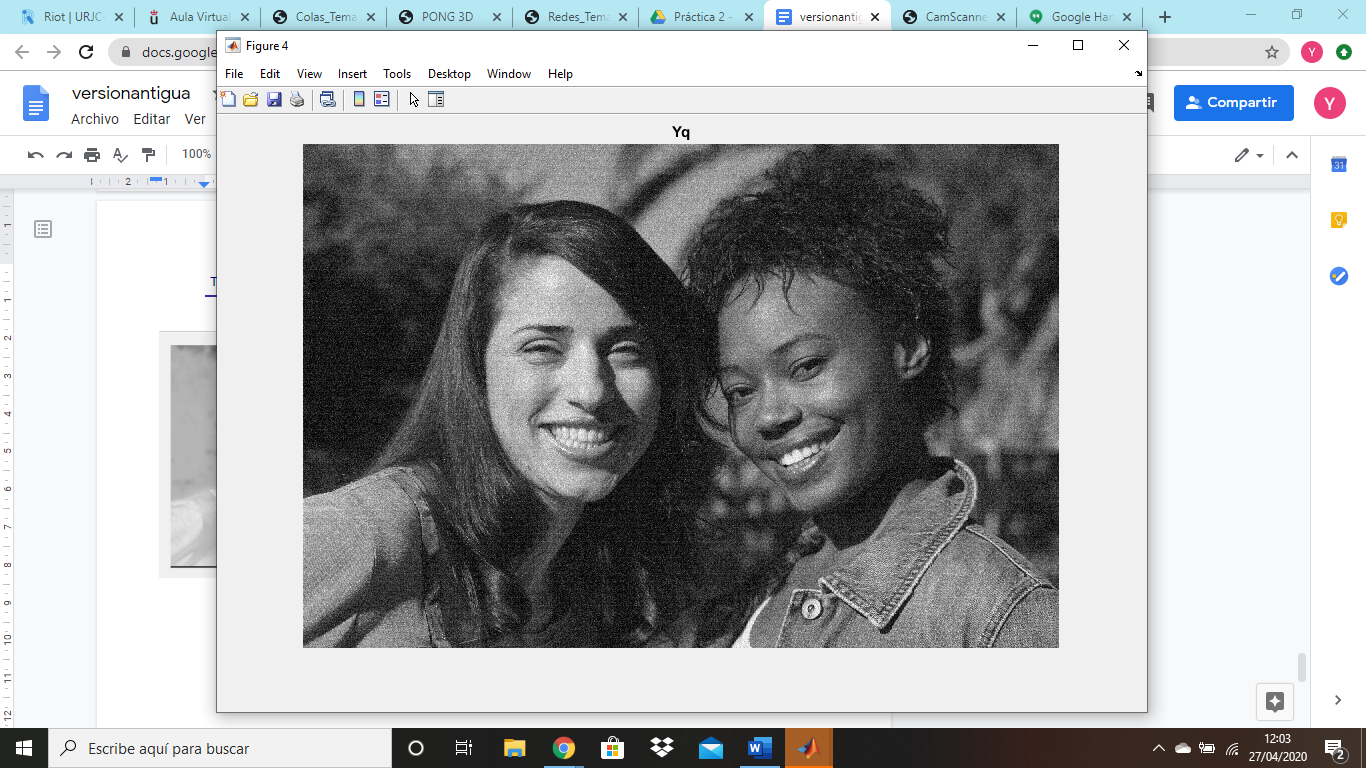 Riot | URJC
Aula Virtual
Colas_Tema
PONG 3D
Redes_Tema
Práctica 2 -
versionantig
CamScanne
Google Han
docs.google
Figure 4
File Edit View Insert Tools Desktop Window Help
versionantigua
Archivo Editar Ver
Compartir
Y
100%
Yq
T
31
Escribe aquí para buscar
12:03
27/04/2020
2